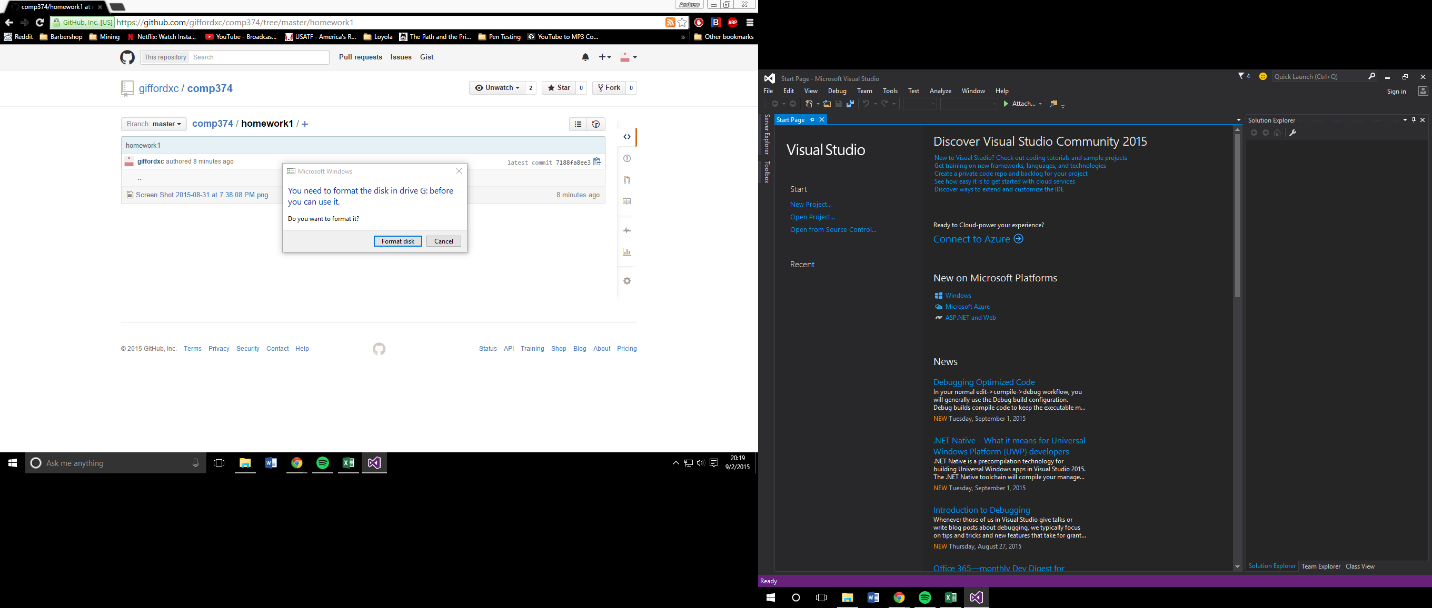 comp374/homework1 at
Andrew
GitHub, Inc. [US] https://github.com/giffordxc/comp374/tree/master/homework1
Reddit Barbershop Mining Netflix: Watch Insta... YouTube - Broadcas... USATF - America's R... Loyola The Path and the Pri... Pen Testing YouTube to MP3 Co... » Other bookmarks
This repository Search Pull requests Issues Gist
giffordxc / comp374
Unwatch 2 Star 0 Fork 0
Branch: master comp374 / homework1 / +
homework1
giffordxc authored 8 minutes ago latest commit 7188fa8ee3
..
Screen Shot 2015-08-31 at 7.38.08 PM.png 8 minutes ago
Microsoft Windows
You need to format the disk in drive G: before
you can use it.
Do you want to format it?
Format disk Cancel
© 2015 GitHub, Inc. Terms Privacy Security Contact Help
Status API Training Shop Blog About Pricing
Ask me anything
20:19
9/2/2015
Start Page - Microsoft Visual Studio
4 Quick Launch (Ctrl+Q)
File Edit View Debug Team Tools Test Analyze Window Help
Sign in
Attach...
Server Explorer
Toolbox
Start Page
Visual Studio
Start
New Project...
Open Project...
Open from Source Control...
Recent
Discover Visual Studio Community 2015
New to Visual Studio? Check out coding tutorials and sample projects
Get training on new frameworks, languages, and technologies
Create a private code repo and backlog for your project
See how easy it is to get started with cloud services
Discover ways to extend and customize the IDE
Ready to Cloud-power your experience?
Connect to Azure
New on Microsoft Platforms
Windows
Microsoft Azure
ASP.NET and Web
News
Debugging Optimized Code
In your normal edit->compile->debug workflow, you
will generally use the Debug build configuration.
Debug builds compile code to keep the executable m...
NEW Tuesday, September 1, 2015
.NET Native – What it means for Universal
Windows Platform (UWP) developers
.NET Native is a precompilation technology for
building Universal Windows apps in Visual Studio 2015.
The .NET Native toolchain will compile your manage...
NEW Tuesday, September 1, 2015
Introduction to Debugging
Whenever those of us in Visual Studio give talks or
write blog posts about debugging, we typically focus
on tips and tricks and new features that take for grant...
NEW Thursday, August 27, 2015
Office 365—monthly Dev Digest for
Solution Explorer
Solution Explorer Team Explorer Class View
Ready